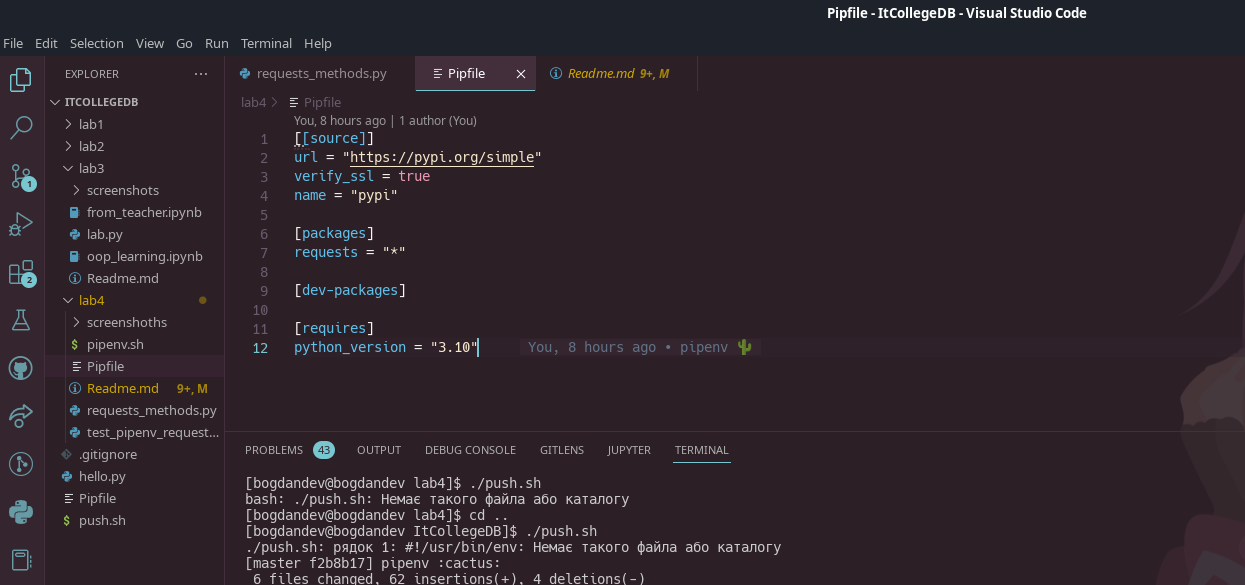 Pipfile - ItCollegeDB - Visual Studio Code
File Edit Selection View Go Run Terminal Help
EXPLORER ···
ITCOLLEGEDB
lab1
lab2
lab3
screenshots
from_teacher.ipynb
lab.py
oop_learning.ipynb
Readme.md
lab4
screenshoths
$ pipenv.sh
Pipfile
Readme.md 9+, M
requests_methods.py
test_pipenv_request...
.gitignore
hello.py
Pipfile
$ push.sh
1
2
requests_methods.py Pipfile Readme.md 9+, M
lab4 > Pipfile
You, 8 hours ago | 1 author (You)
1 [[source]]
2 url = "https://pypi.org/simple"
3 verify_ssl = true
4 name = "pypi"
5
6 [packages]
7 requests = "*"
8
9 [dev-packages]
10
11 [requires]
12 python_version = "3.10" You, 8 hours ago • pipenv 🌵
PROBLEMS 43 OUTPUT DEBUG CONSOLE GITLENS JUPYTER TERMINAL
[bogdandev@bogdandev lab4]$ ./push.sh
bash: ./push.sh: Немає такого файла або каталогу
[bogdandev@bogdandev lab4]$ cd ..
[bogdandev@bogdandev ItCollegeDB]$ ./push.sh
./push.sh: рядок 1: #!/usr/bin/env: Немає такого файла або каталогу
[master f2b8b17] pipenv :cactus:
6 files changed, 62 insertions(+), 4 deletions(-)